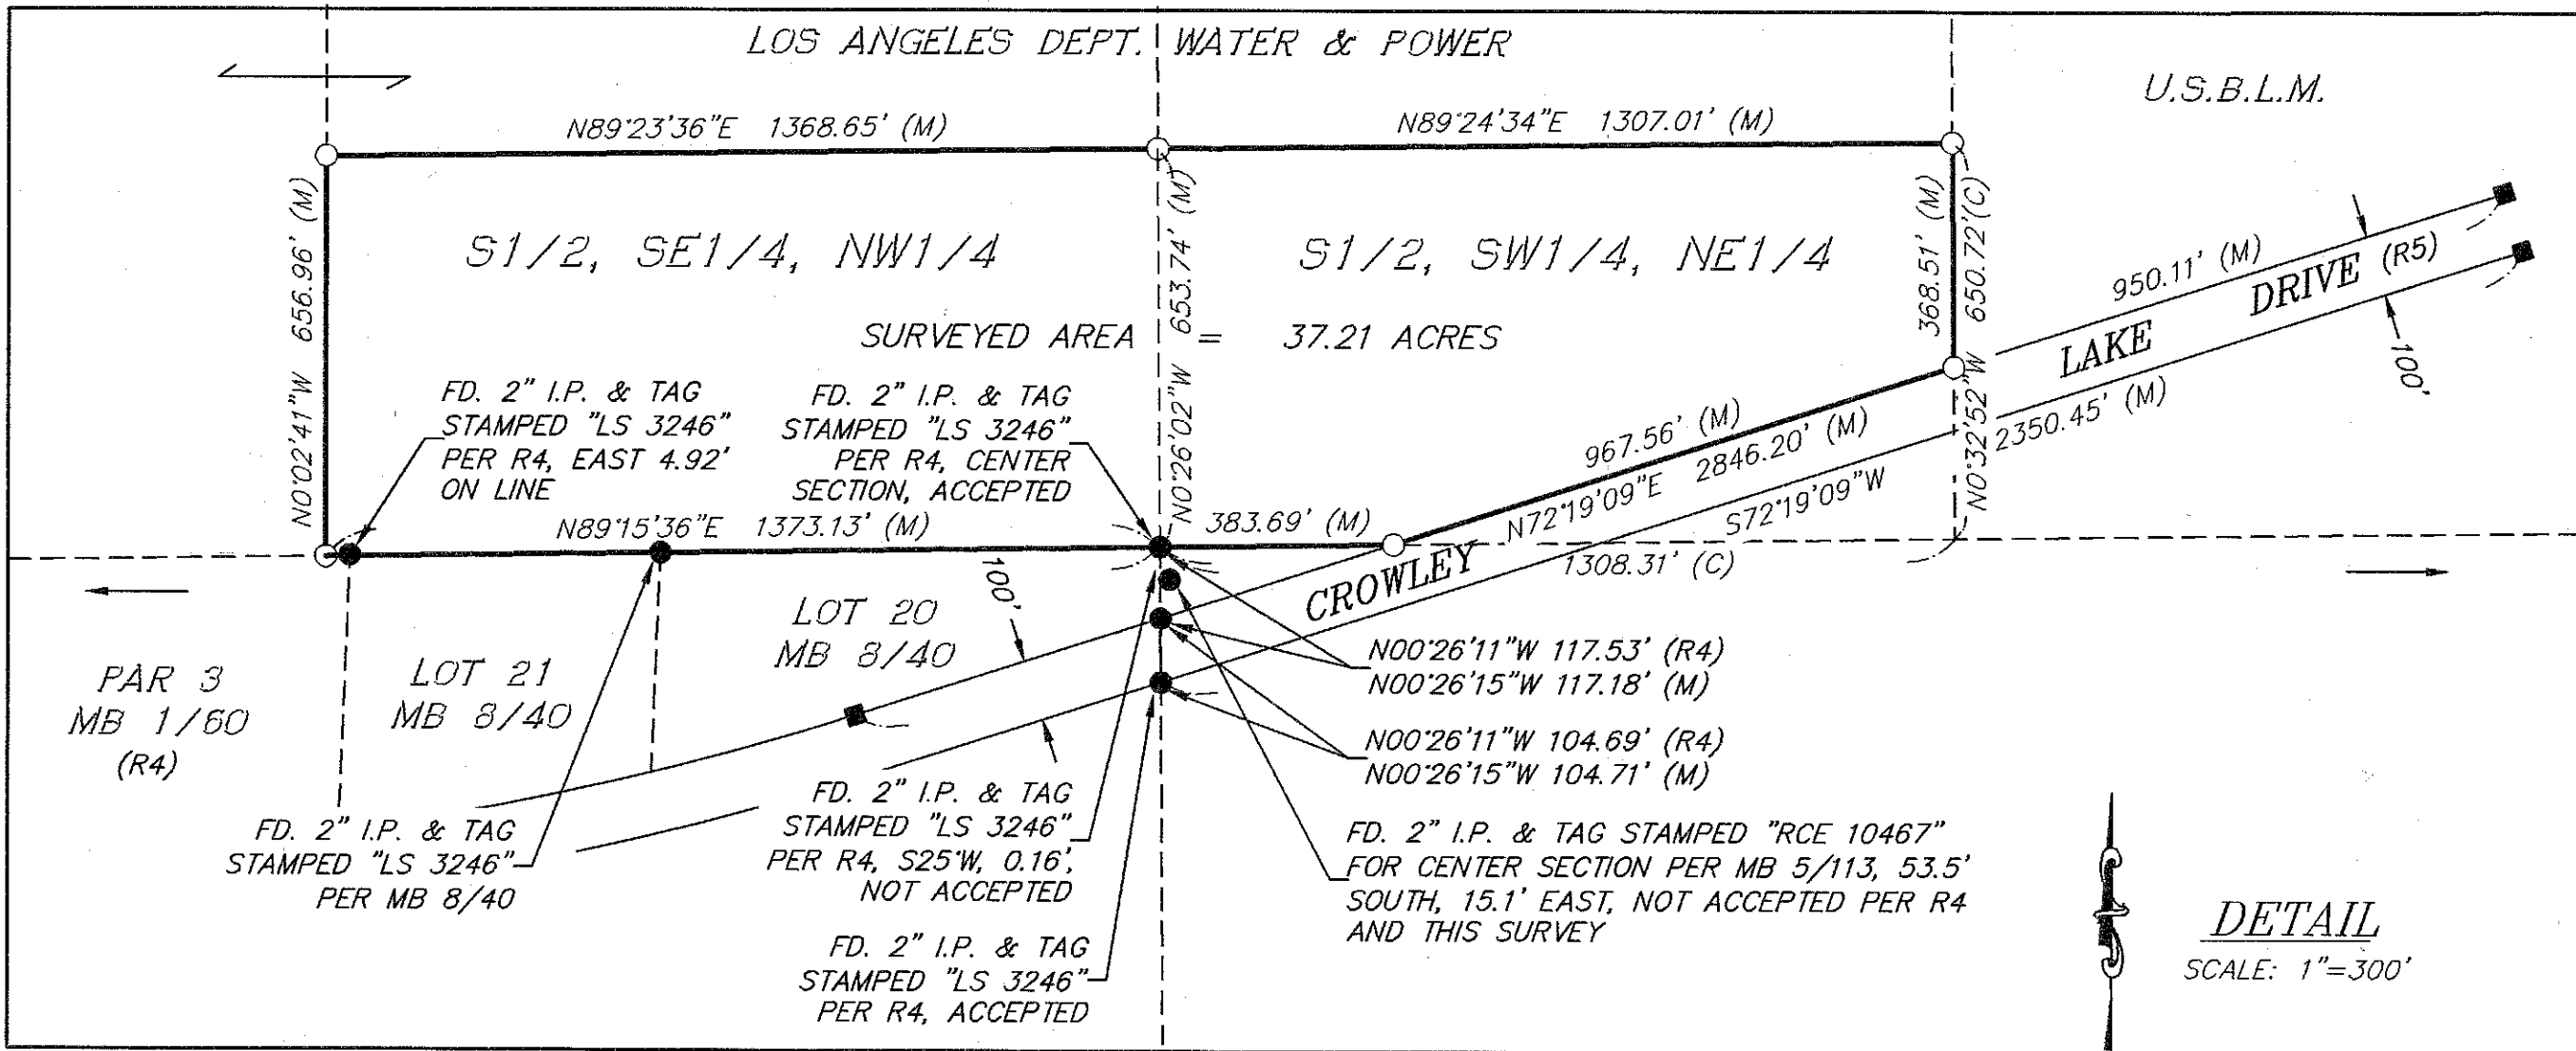 LOS ANGELES DEPT. WATER & POWER
U.S.B.L.M.
N89°23'36"E 1368.65' (M)
N89°24'34"E 1307.01' (M)
N0°02'41"W 656.96' (M)
S1/2, SE1/4, NW1/4
N0°26'02"W 653.74' (M)
S1/2, SW1/4, NE1/4
368.51' (M)
N0°32'52"W 650.72'(C)
950.11' (M)
CROWLEY LAKE DRIVE (R5)
100'
2350.45' (M)
SURVEYED AREA = 37.21 ACRES
FD. 2" I.P. & TAG
STAMPED "LS 3246"
PER R4, EAST 4.92'
ON LINE
FD. 2" I.P. & TAG
STAMPED "LS 3246"
PER R4, CENTER
SECTION, ACCEPTED
967.56' (M)
N72°19'09"E 2846.20' (M)
S72°19'09"W
N89°15'36"E 1373.13' (M)
383.69' (M)
1308.31' (C)
100'
LOT 20
MB 8/40
LOT 21
MB 8/40
PAR 3
MB 1/60
(R4)
N00°26'11"W 117.53' (R4)
N00°26'15"W 117.18' (M)
N00°26'11"W 104.69' (R4)
N00°26'15"W 104.71' (M)
FD. 2" I.P. & TAG
STAMPED "LS 3246"
PER MB 8/40
FD. 2" I.P. & TAG
STAMPED "LS 3246"
PER R4, S25°W, 0.16',
NOT ACCEPTED
FD. 2" I.P. & TAG STAMPED "RCE 10467"
FOR CENTER SECTION PER MB 5/113, 53.5'
SOUTH, 15.1' EAST, NOT ACCEPTED PER R4
AND THIS SURVEY
FD. 2" I.P. & TAG
STAMPED "LS 3246"
PER R4, ACCEPTED
DETAIL
SCALE: 1"=300'